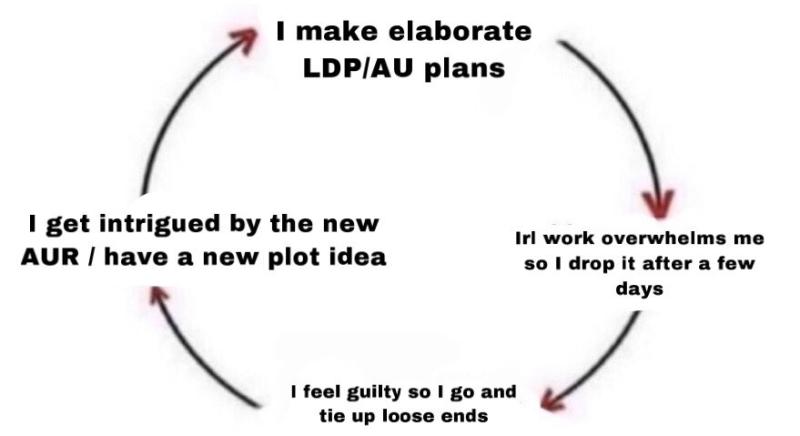 I make elaborate
LDP/AU plans
Irl work overwhelms me
so I drop it after a few
days
I feel guilty so I go and
tie up loose ends
I get intrigued by the new
AUR / have a new plot idea